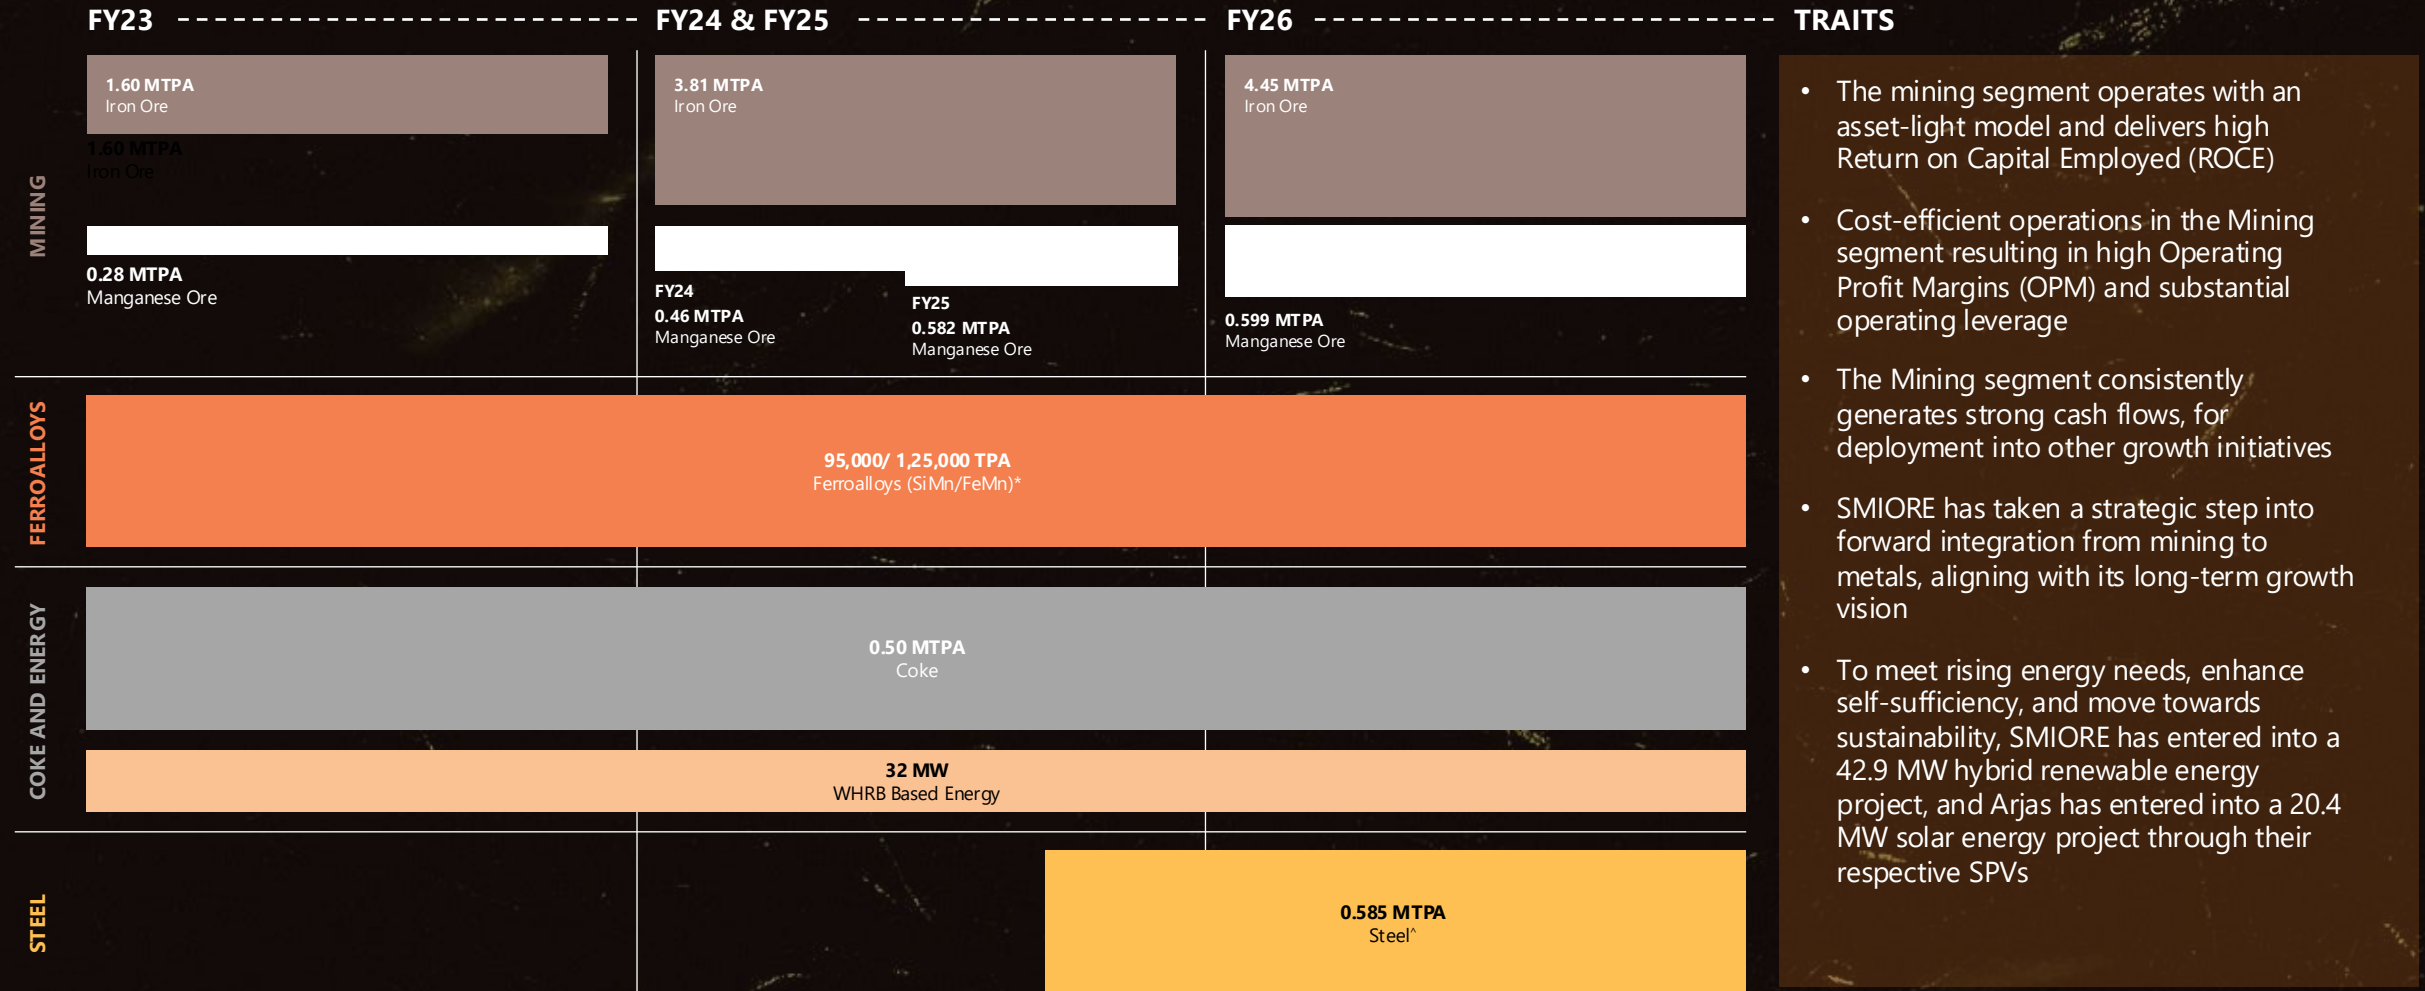 FY23
FY24 & FY25
FY26
TRAITS
MINING
1.60 MTPA
Iron Ore
1.60 MTPA
Iron Ore
0.28 MTPA
Manganese Ore
3.81 MTPA
Iron Ore
FY24
0.46 MTPA
Manganese Ore
FY25
0.582 MTPA
Manganese Ore
4.45 MTPA
Iron Ore
0.599 MTPA
Manganese Ore
FERROALLOYS
95,000/ 1,25,000 TPA
Ferroalloys (SiMn/FeMn)*
COKE AND ENERGY
0.50 MTPA
Coke
32 MW
WHRB Based Energy
STEEL
0.585 MTPA
Steel^
• The mining segment operates with an
asset-light model and delivers high
Return on Capital Employed (ROCE)
• Cost-efficient operations in the Mining
segment resulting in high Operating
Profit Margins (OPM) and substantial
operating leverage
• The Mining segment consistently
generates strong cash flows, for
deployment into other growth initiatives
• SMIORE has taken a strategic step into
forward integration from mining to
metals, aligning with its long-term growth
vision
• To meet rising energy needs, enhance
self-sufficiency, and move towards
sustainability, SMIORE has entered into a
42.9 MW hybrid renewable energy
project, and Arjas has entered into a 20.4
MW solar energy project through their
respective SPVs